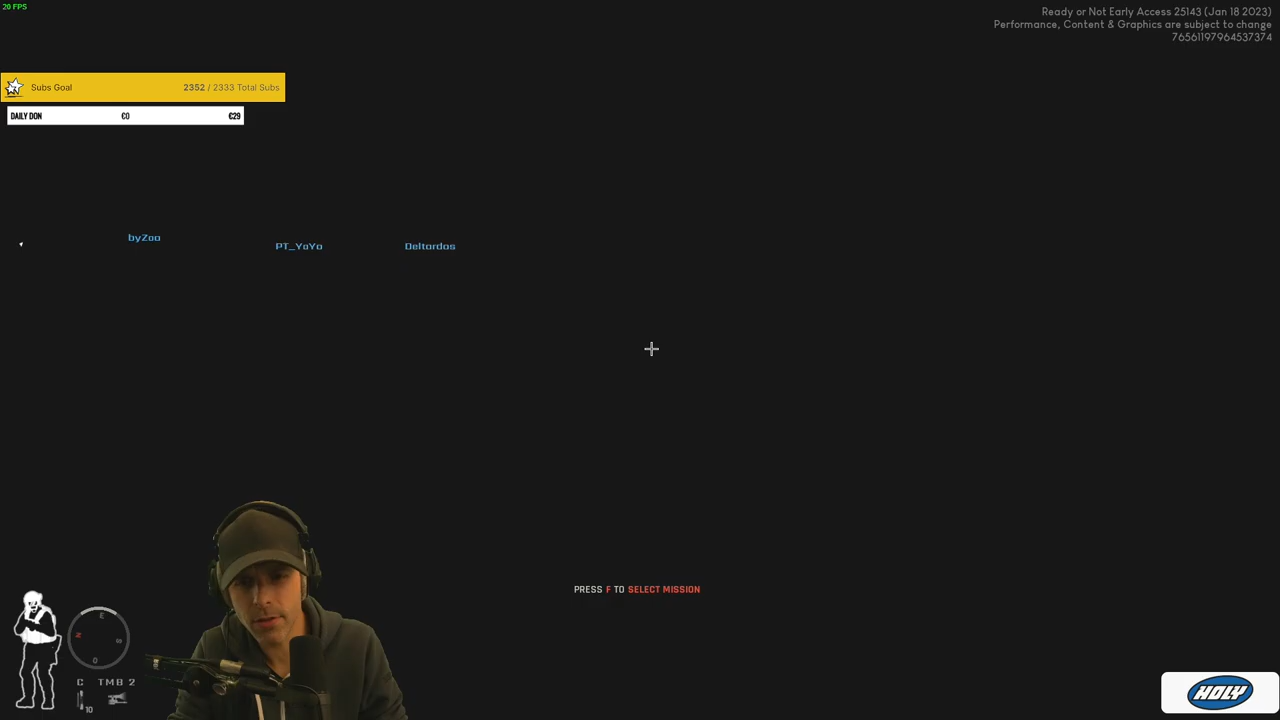 20 FPS
Ready or Not Early Access 25143 (Jan 18 2023)
Performance, Content & Graphics are subject to change
76561197964537374
Subs Goal 2352 / 2333 Total Subs
DAILY DON €0 €29
byZoo
PT_YoYo
Deltardos
PRESS F TO SELECT MISSION
C TMB 2
10
HOLY